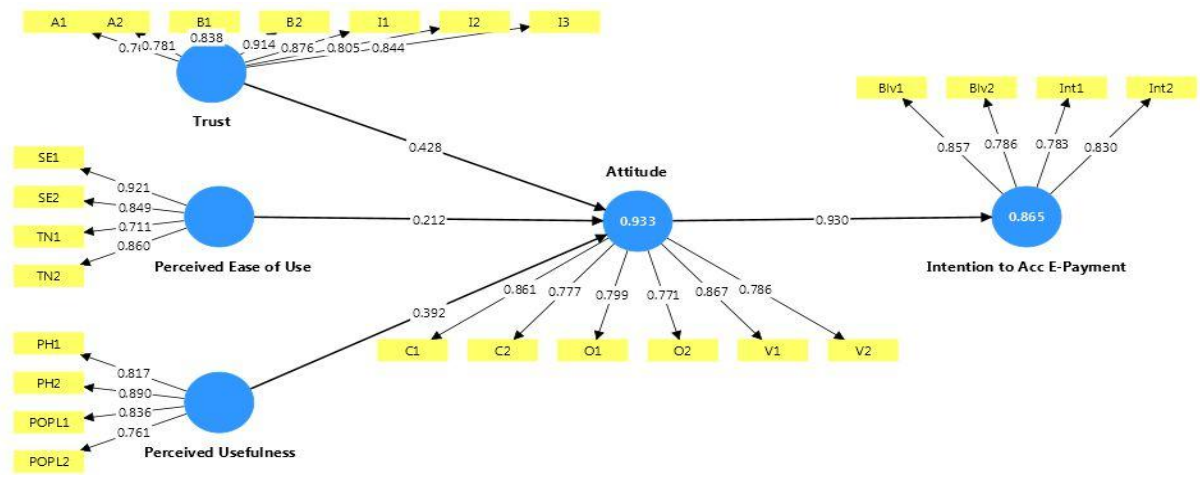 A1 A2 B1 B2 I1 I2 I3
0.781 0.838 0.914 0.876 0.805 0.844
Trust
Blv1 Blv2 Int1 Int2
0.857 0.786 0.783 0.830
0.428
SE1
SE2
TN1
TN2
0.921
0.849
0.711
0.860
Perceived Ease of Use
0.212
Attitude
0.933
0.930
0.865
Intention to Acc E-Payment
0.392
0.861 0.777 0.799 0.771 0.867 0.786
C1 C2 O1 O2 V1 V2
PH1
PH2
POPL1
POPL2
0.817
0.890
0.836
0.761
Perceived Usefulness